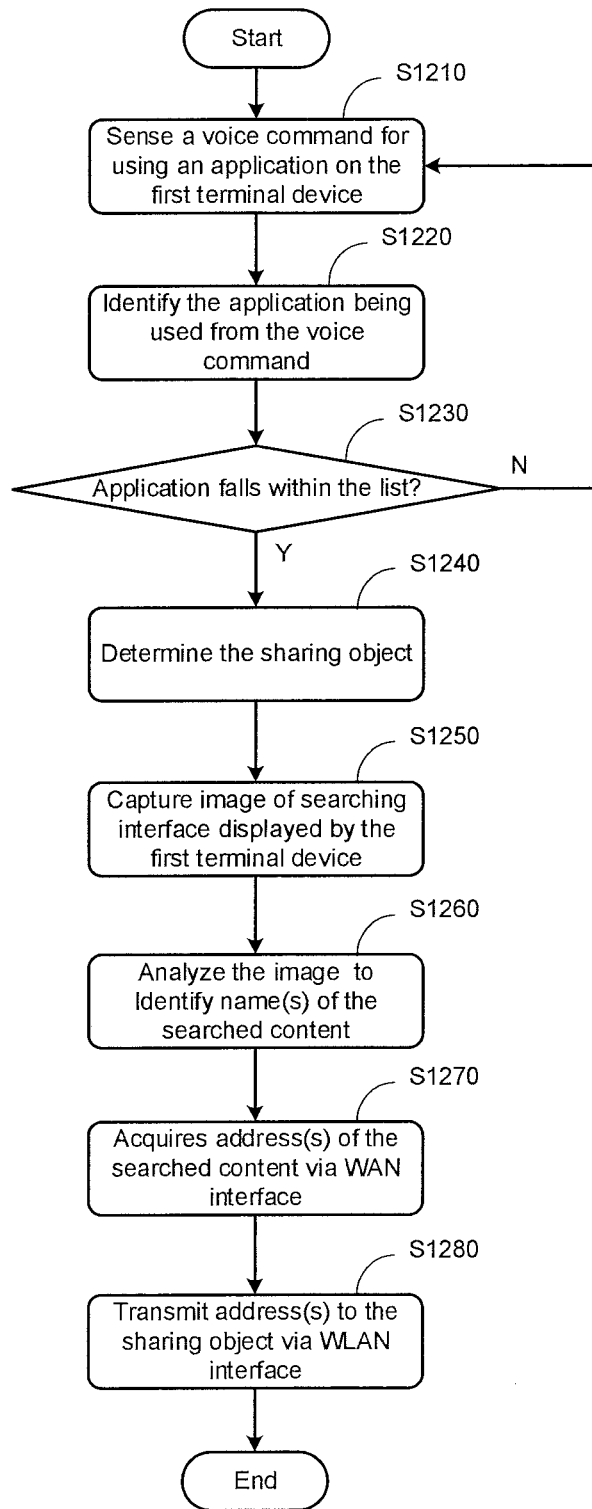 Start
S1210
Sense a voice command for
using an application on the
first terminal device
S1220
Identify the application being
used from the voice
command
S1230
Application falls within the list?
N
Y
S1240
Determine the sharing object
S1250
Capture image of searching
interface displayed by the
first terminal device
S1260
Analyze the image to
Identify name(s) of the
searched content
S1270
Acquires address(s) of the
searched content via WAN
interface
S1280
Transmit address(s) to the
sharing object via WLAN
interface
End